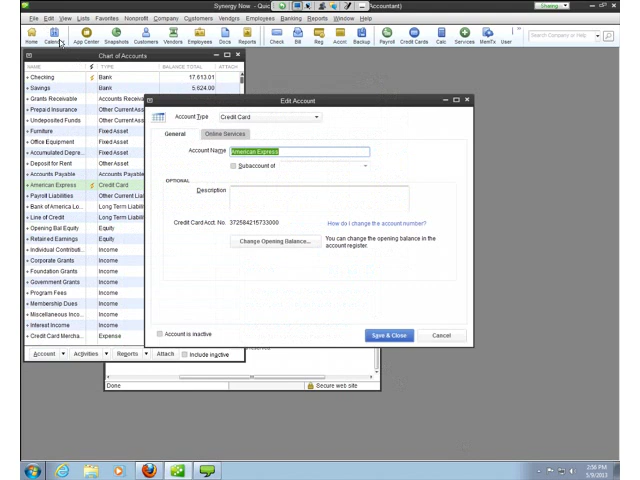 Synergy Now - Quic
Accountant)
Sharing
File Edit View Lists Favorites Nonprofit Company Customers Vendors Employees Banking Reports Window Help
Home Calendar App Center Snapshots Customers Vendors Employees Docs Reports Check Bill Reg Accnt Backup Payroll Credit Cards Calc Services MemTx User
Search Company or Help
Chart of Accounts
NAME TYPE BALANCE TOTAL ATTACH
Checking Bank 17,613.01
Savings Bank 5,824.00
Grants Receivable Accounts Receiva
Prepaid Insurance Other Current Ass
Undeposited Funds Other Current Ass
Furniture Fixed Asset
Office Equipment Fixed Asset
Accumulated Depre... Fixed Asset
Deposit for Rent Other Asset
Accounts Payable Accounts Payable
American Express Credit Card
Payroll Liabilities Other Current Lia
Bank of America Lo... Long Term Liabili
Line of Credit Long Term Liabili
Opening Bal Equity Equity
Retained Earnings Equity
Individual Contributi... Income
Corporate Grants Income
Foundation Grants Income
Government Grants Income
Program Fees Income
Membership Dues Income
Miscellaneous Inco... Income
Interest Income Income
Credit Card Mercha... Expense
Account Activities Reports Attach Include inactive
Edit Account
Account Type Credit Card
General Online Services
Account Name American Express
Subaccount of
OPTIONAL
Description
Credit Card Acct. No. 372584215733000 How do I change the account number?
Change Opening Balance... You can change the opening balance in the
account register.
Account is inactive Save & Close Cancel
Done Secure web site
2:58 PM
5/9/2013